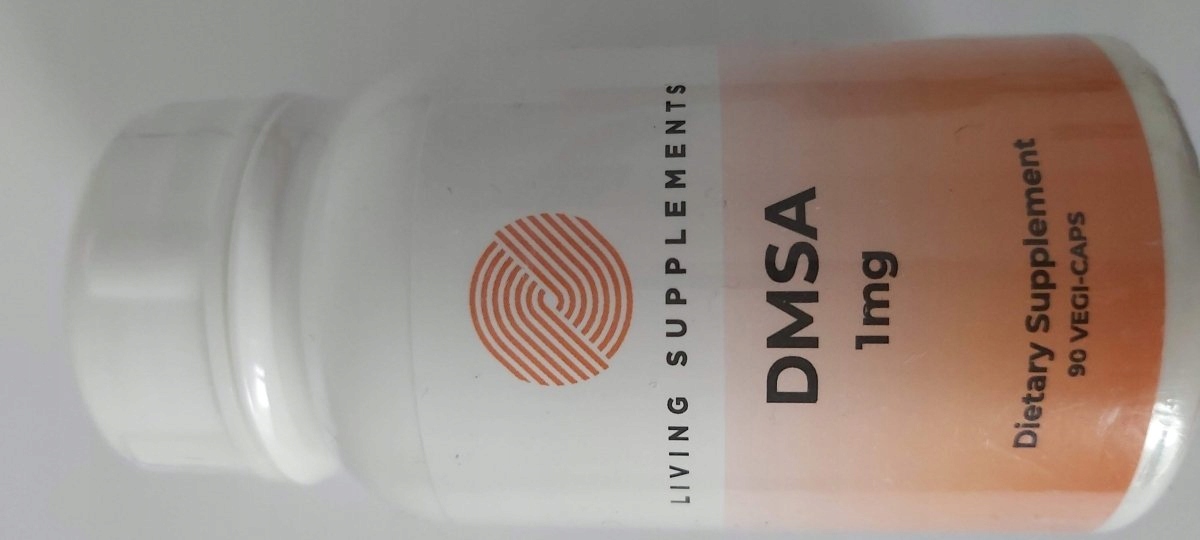 LIVING SUPPLEMENTS
DMSA
1mg
Dietary Supplement
90 VEGI-CAPS